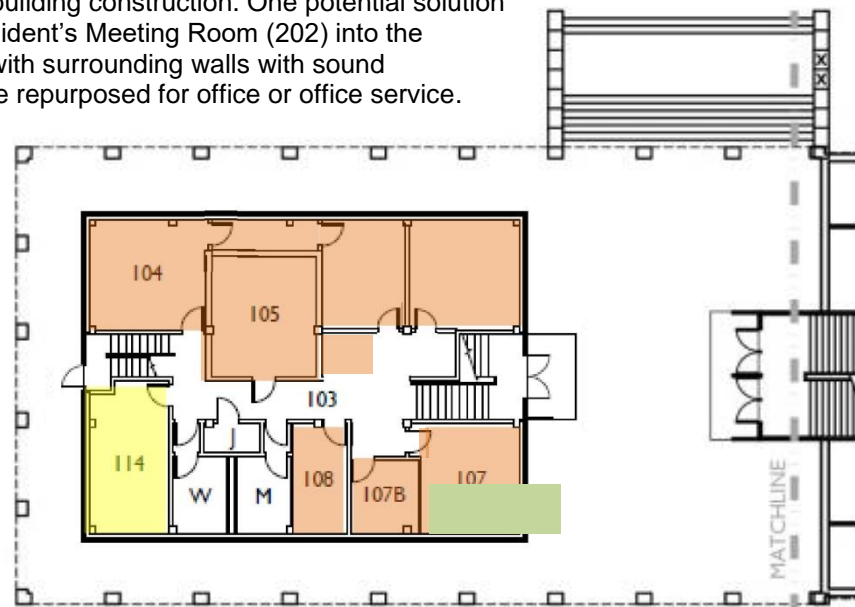 building construction. One potential solution
ident's Meeting Room (202) into the
with surrounding walls with sound
e repurposed for office or office service.
104
105
103
114
J
W
M
108
107B
107
MATCHLINE